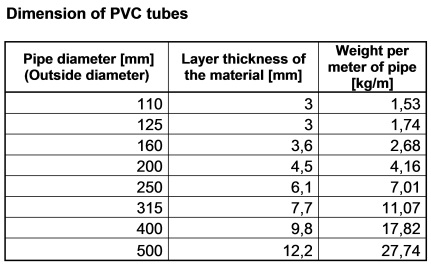 Dimension of PVC tubes
Pipe diameter [mm] (Outside diameter) Layer thickness of the material [mm] Weight per meter of pipe [kg/m]
110 3 1,53
125 3 1,74
160 3,6 2,68
200 4,5 4,16
250 6,1 7,01
315 7,7 11,07
400 9,8 17,82
500 12,2 27,74